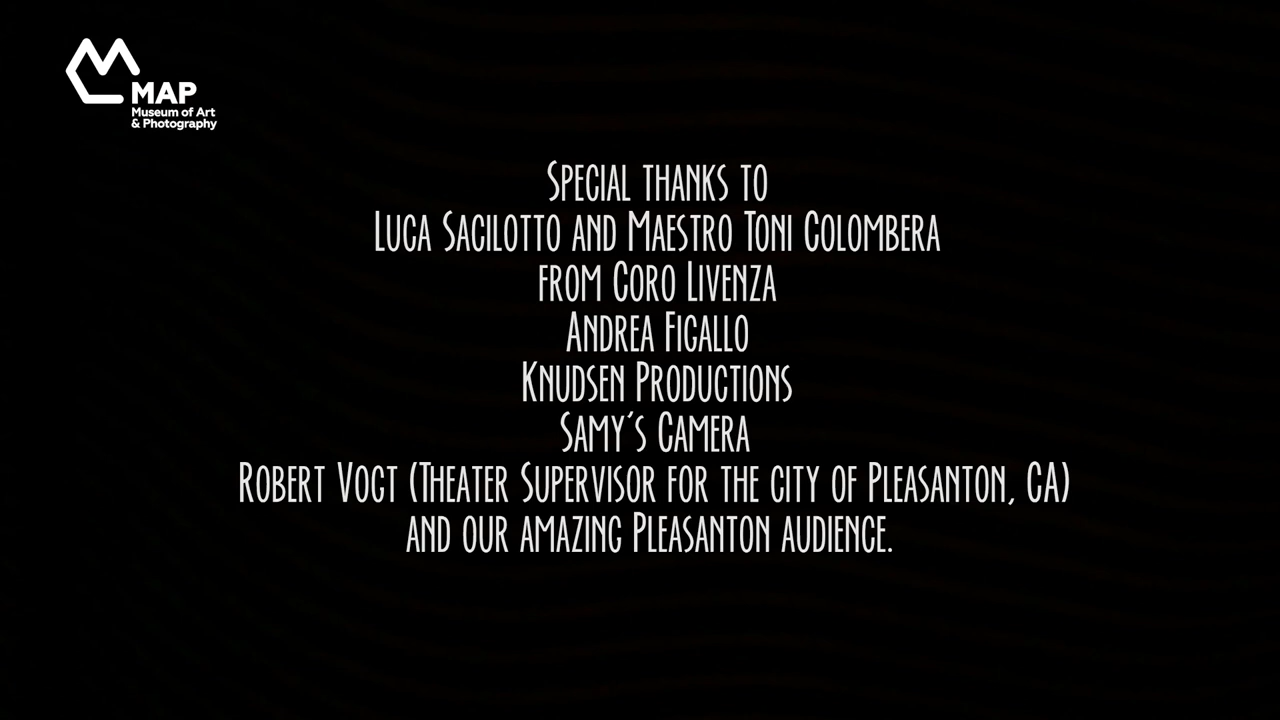 MAP
Museum of Art
& Photography
Special thanks to
Luca Sacilotto and Maestro Toni Colombera
from Coro Livenza
Andrea Figallo
Knudsen Productions
Samy's Camera
Robert Vogt (Theater Supervisor for the city of Pleasanton, CA)
and our amazing Pleasanton audience.